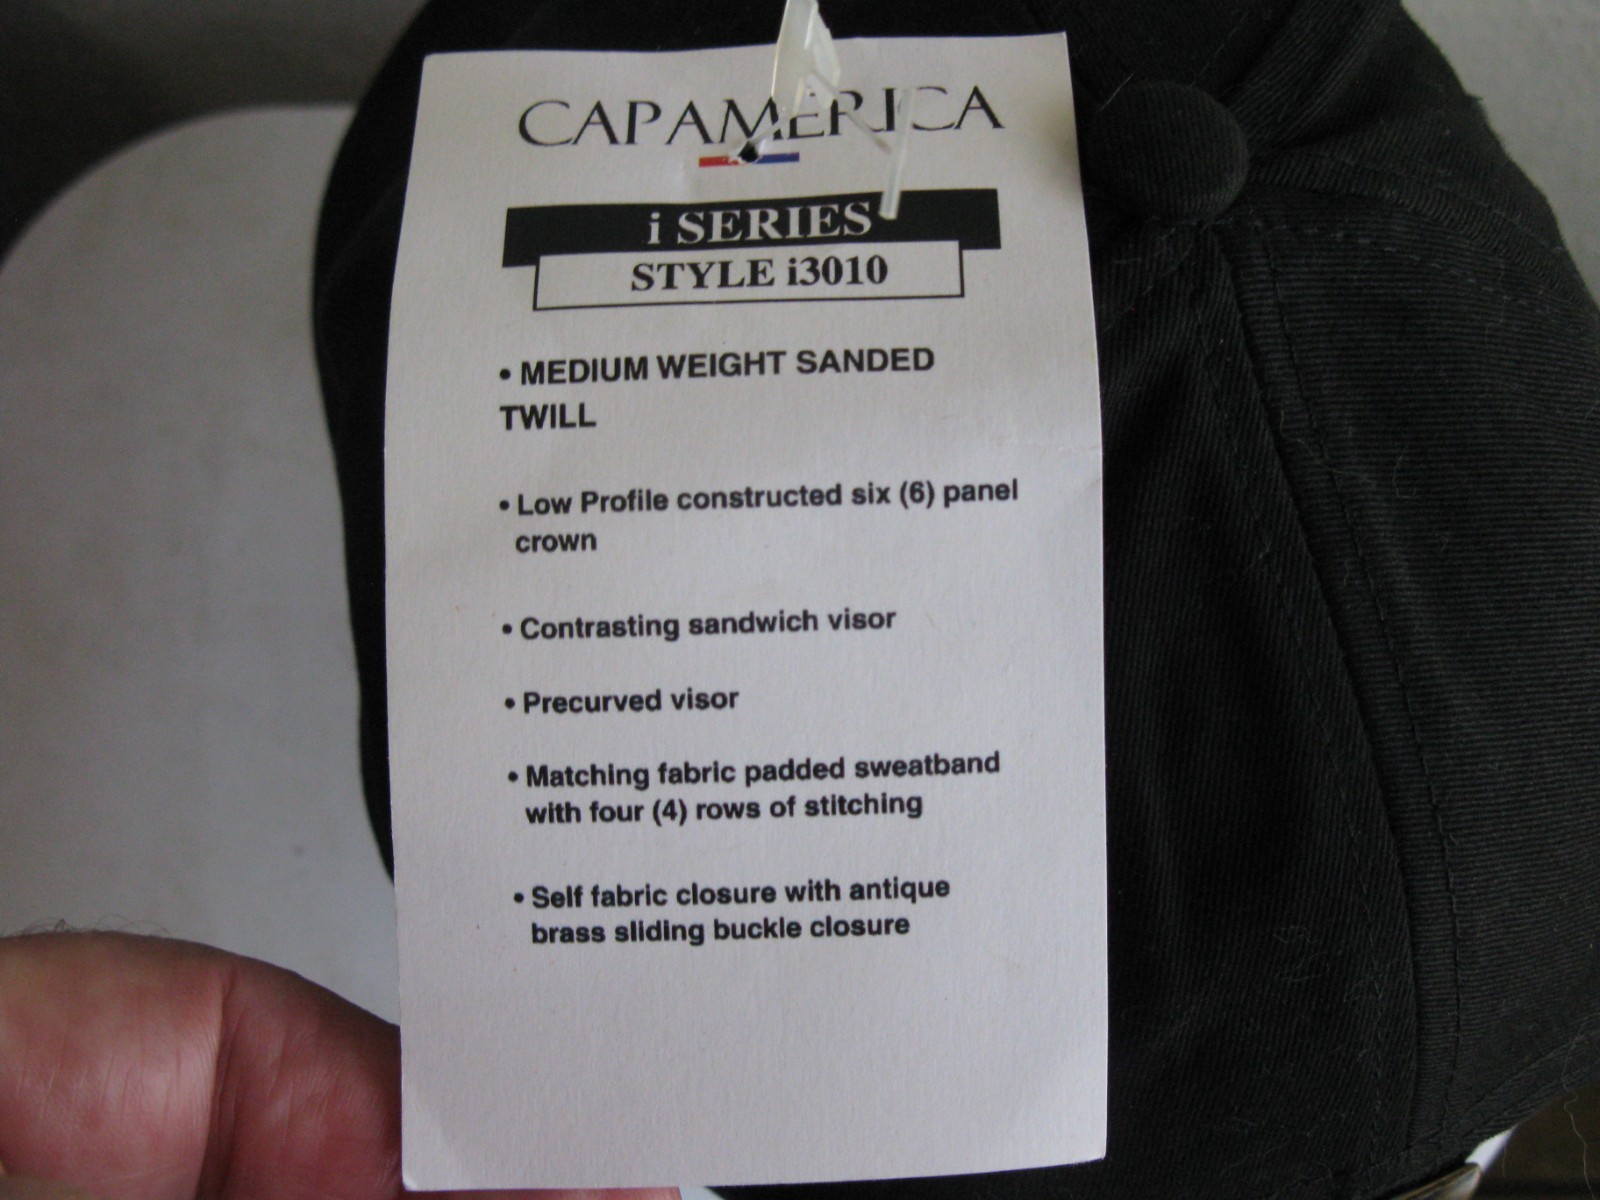 CAPAMERICA
i SERIES
STYLE i3010
• MEDIUM WEIGHT SANDED
TWILL
• Low Profile constructed six (6) panel
crown
• Contrasting sandwich visor
• Precurved visor
• Matching fabric padded sweatband
with four (4) rows of stitching
• Self fabric closure with antique
brass sliding buckle closure